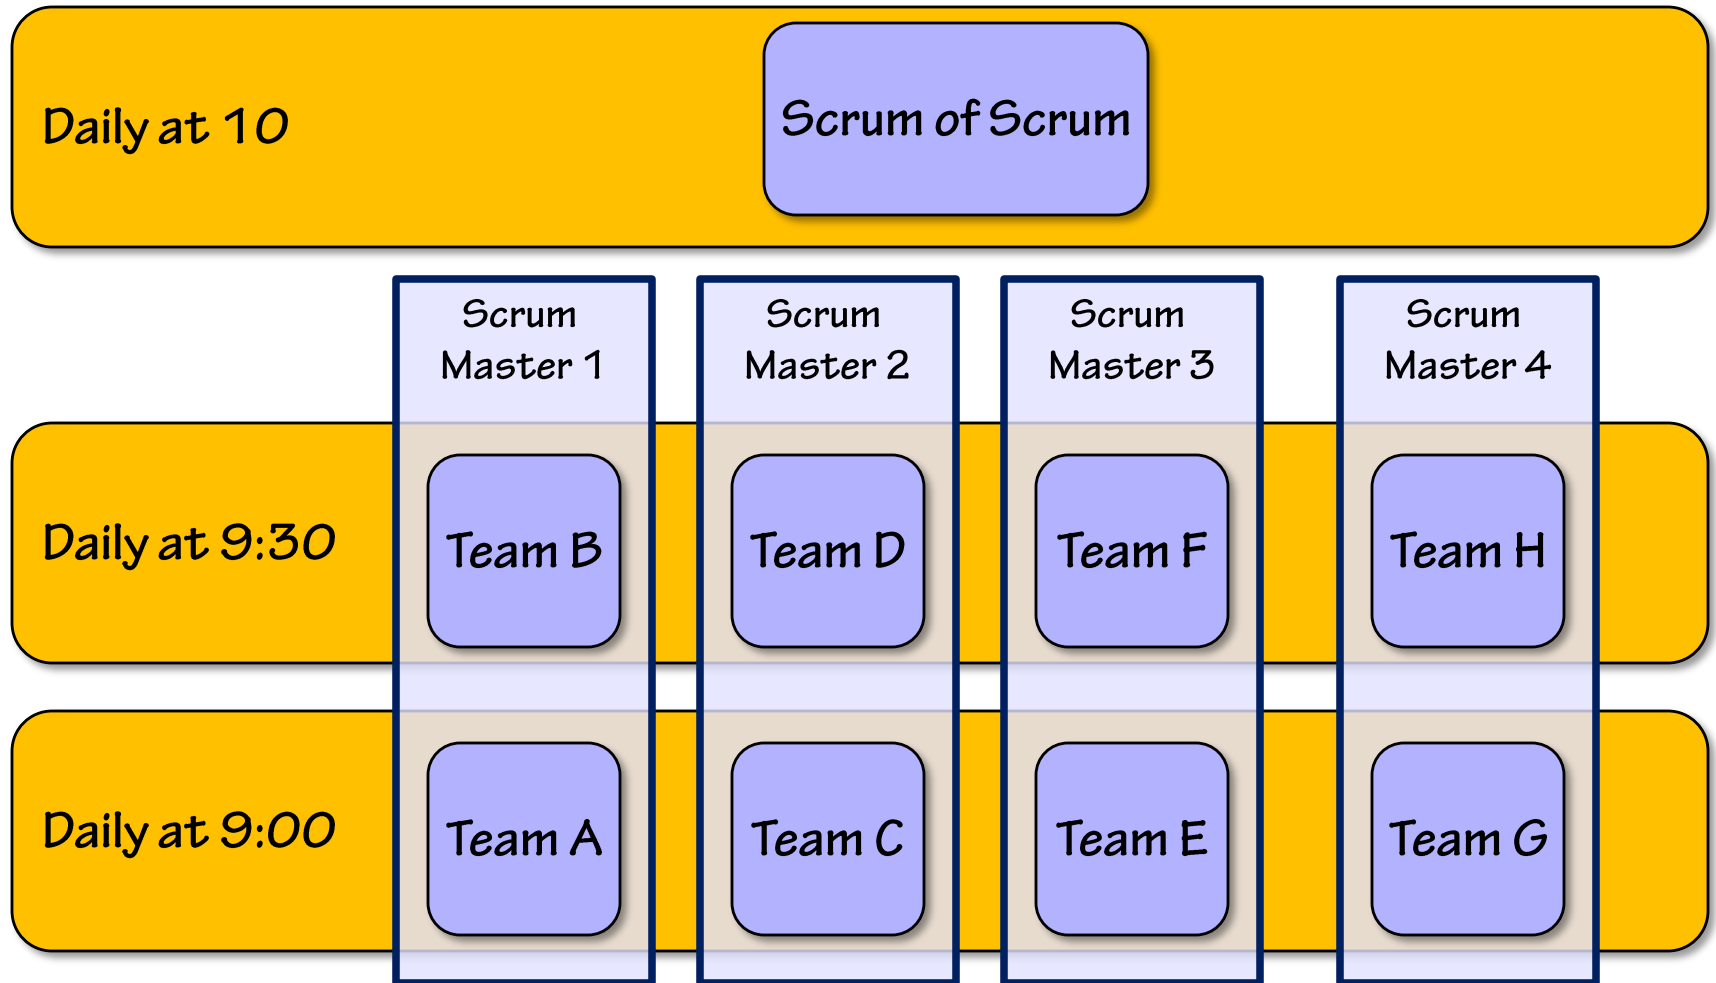 Daily at 10
Scrum of Scrum
Scrum
Master 1
Scrum
Master 2
Scrum
Master 3
Scrum
Master 4
Daily at 9:30
Team B
Team D
Team F
Team H
Daily at 9:00
Team A
Team C
Team E
Team G